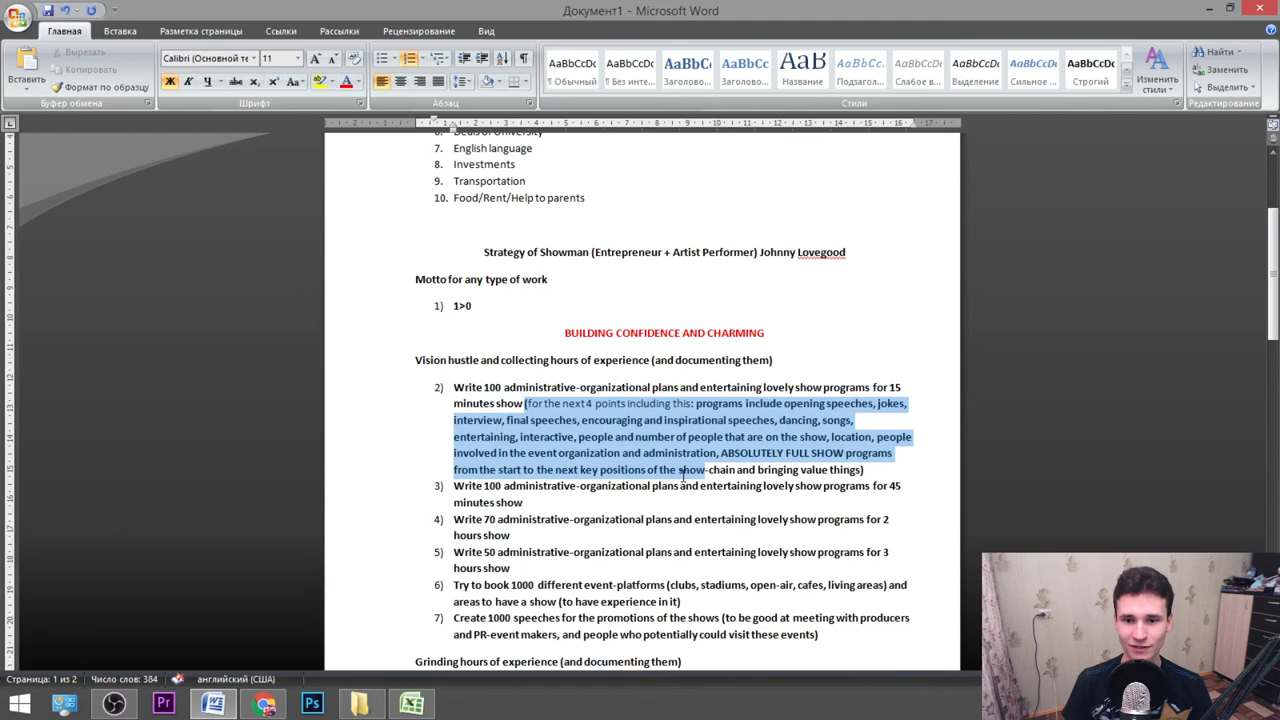 Документ1 - Microsoft Word
Главная Вставка Разметка страницы Ссылки Рассылки Рецензирование Вид
Вставить
Вырезать
Копировать
Формат по образцу
Буфер обмена
Calibri (Основной те 11
Шрифт
Абзац
AaBbCcDc AaBbCcDc AaBbCc AaBbCc AaB AaBbCc. AaBbCcDc AaBbCcDc AaBbCcDc AaBbCcDc
¶ Обычный ¶ Без инте... Заголово... Заголово... Название Подзагол... Слабое в... Выделение Сильное ... Строгий
Изменить стили
Стили
Найти
Заменить
Выделить
Редактирование
6. Deals of University
7. English language
8. Investments
9. Transportation
10. Food/Rent/Help to parents
Strategy of Showman (Entrepreneur + Artist Performer) Johnny Lovegood
Motto for any type of work
1) 1>0
BUILDING CONFIDENCE AND CHARMING
Vision hustle and collecting hours of experience (and documenting them)
2) Write 100 administrative-organizational plans and entertaining lovely show programs for 15
minutes show (for the next 4 points including this: programs include opening speeches, jokes,
interview, final speeches, encouraging and inspirational speeches, dancing, songs,
entertaining, interactive, people and number of people that are on the show, location, people
involved in the event organization and administration, ABSOLUTELY FULL SHOW programs
from the start to the next key positions of the show-chain and bringing value things)
3) Write 100 administrative-organizational plans and entertaining lovely show programs for 45
minutes show
4) Write 70 administrative-organizational plans and entertaining lovely show programs for 2
hours show
5) Write 50 administrative-organizational plans and entertaining lovely show programs for 3
hours show
6) Try to book 1000 different event-platforms (clubs, stadiums, open-air, cafes, living areas) and
areas to have a show (to have experience in it)
7) Create 1000 speeches for the promotions of the shows (to be good at meeting with producers
and PR-event makers, and people who potentially could visit these events)
Grinding hours of experience (and documenting them)
Страница: 1 из 2 Число слов: 384 английский (США)
Pr Ps